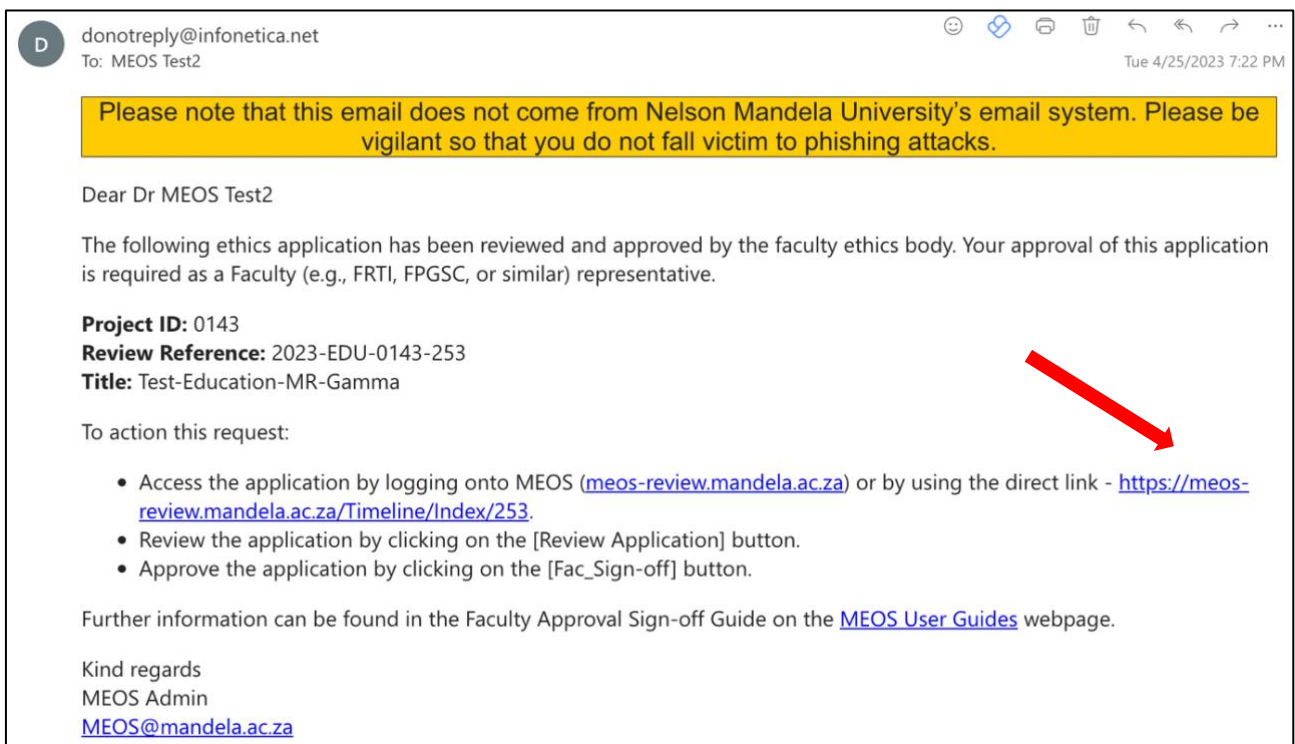 D
donotreply@infonetica.net
To: MEOS Test2
Tue 4/25/2023 7:22 PM
Please note that this email does not come from Nelson Mandela University's email system. Please be
vigilant so that you do not fall victim to phishing attacks.
Dear Dr MEOS Test2
The following ethics application has been reviewed and approved by the faculty ethics body. Your approval of this application
is required as a Faculty (e.g., FRTI, FPGSC, or similar) representative.
Project ID: 0143
Review Reference: 2023-EDU-0143-253
Title: Test-Education-MR-Gamma
To action this request:
• Access the application by logging onto MEOS (meos-review.mandela.ac.za) or by using the direct link - https://meos-
review.mandela.ac.za/Timeline/Index/253.
• Review the application by clicking on the [Review Application] button.
• Approve the application by clicking on the [Fac_Sign-off] button.
Further information can be found in the Faculty Approval Sign-off Guide on the MEOS User Guides webpage.
Kind regards
MEOS Admin
MEOS@mandela.ac.za